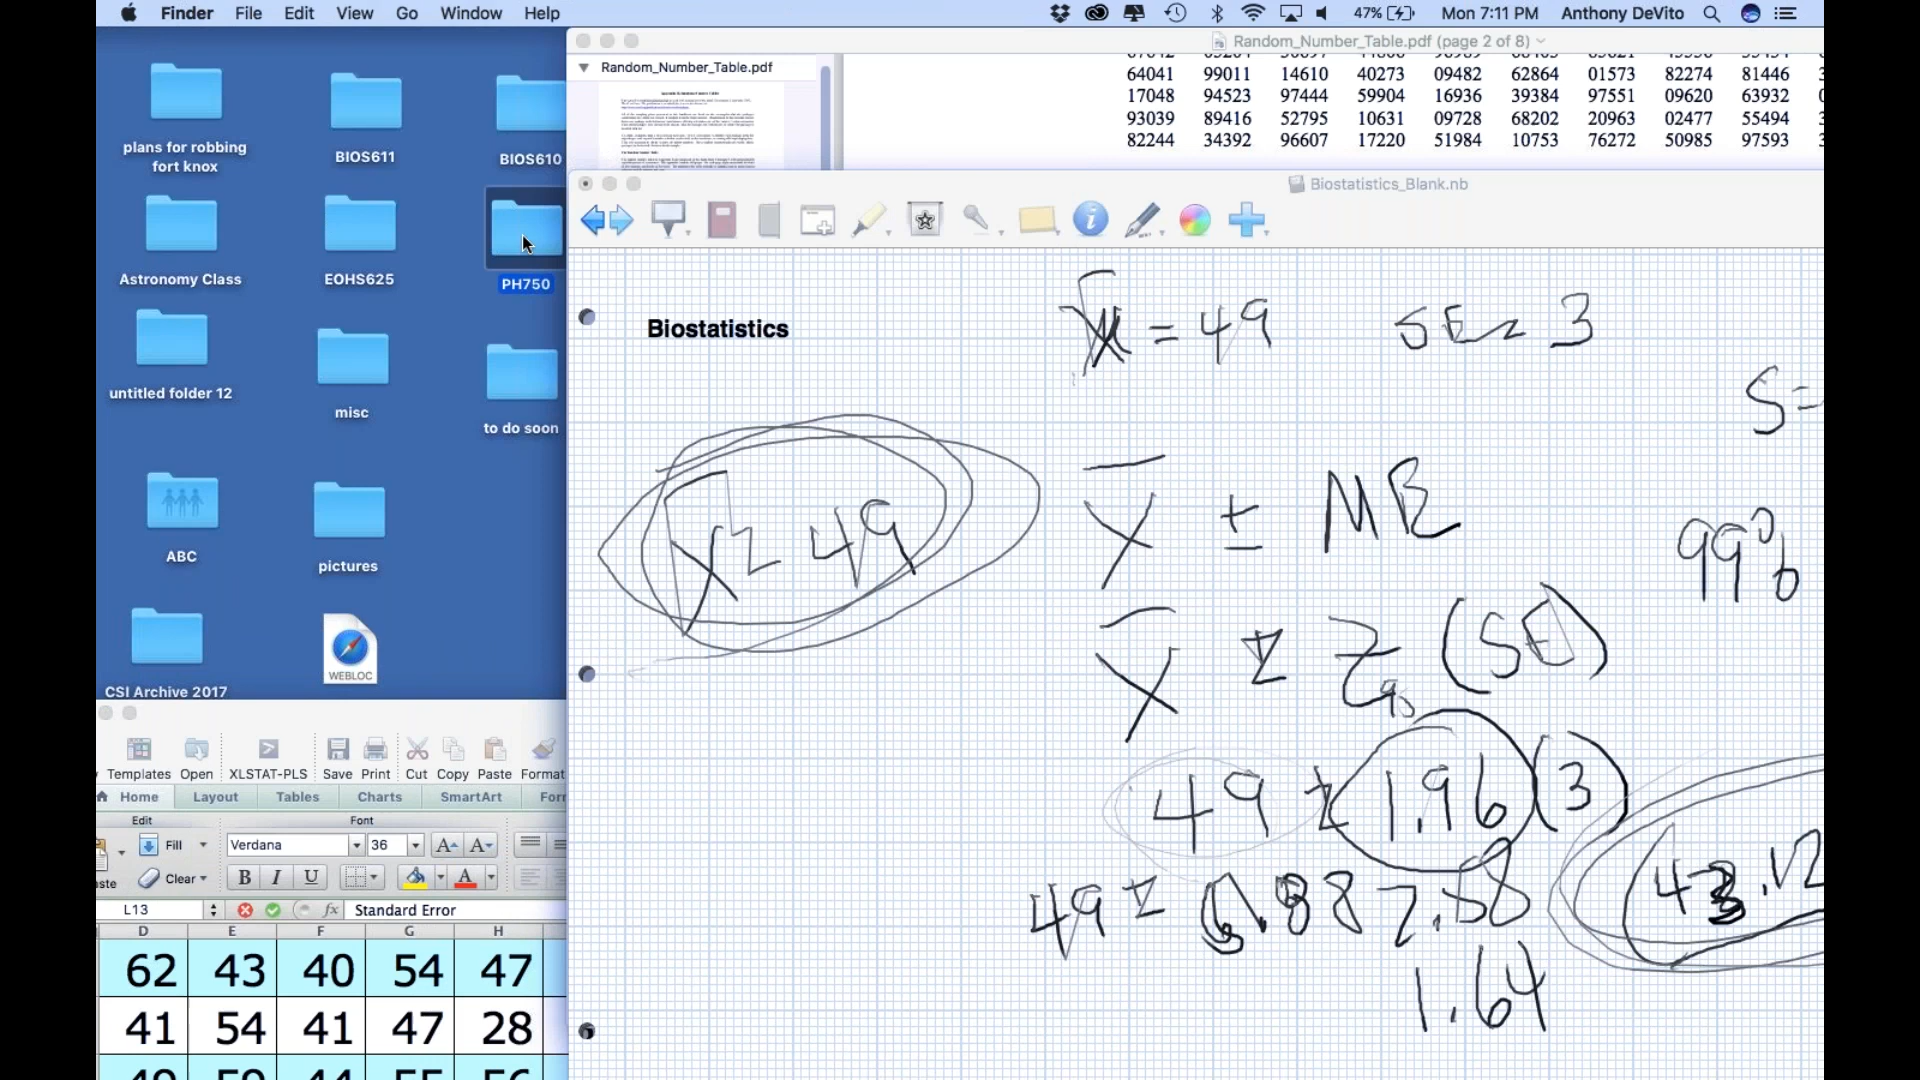 Finder File Edit View Go Window Help 47% Mon 7:11 PM Anthony DeVito
plans for robbing
fort knox
BIOS611
BIOS610
Astronomy Class
EOHS625
PH750
untitled folder 12
misc
to do soon
ABC
pictures
WEBLOC
CSI Archive 2017
Random_Number_Table.pdf (page 2 of 8)
Random_Number_Table.pdf
64041 99011 14610 40273 09482 62864 01573 82274 81446
17048 94523 97444 59904 16936 39384 97551 09620 63932
93039 89416 52795 10631 09728 68202 20963 02477 55494
82244 34392 96607 17220 51984 10753 76272 50985 97593
Biostatistics_Blank.nb
Biostatistics
= 49 SE = 3
S =
X = 49
X̄ ± ME
99%
X̄ ± Z95 (SE)
49 ± 1.96 (3)
49 ± 5.88 7.58
(43.12
1.64
Templates Open XLSTAT-PLS Save Print Cut Copy Paste Format
Home Layout Tables Charts SmartArt
Edit Font
Fill Verdana 36 A A
Clear B I U A
L13 fx Standard Error
D E F G H
62 43 40 54 47
41 54 41 47 28